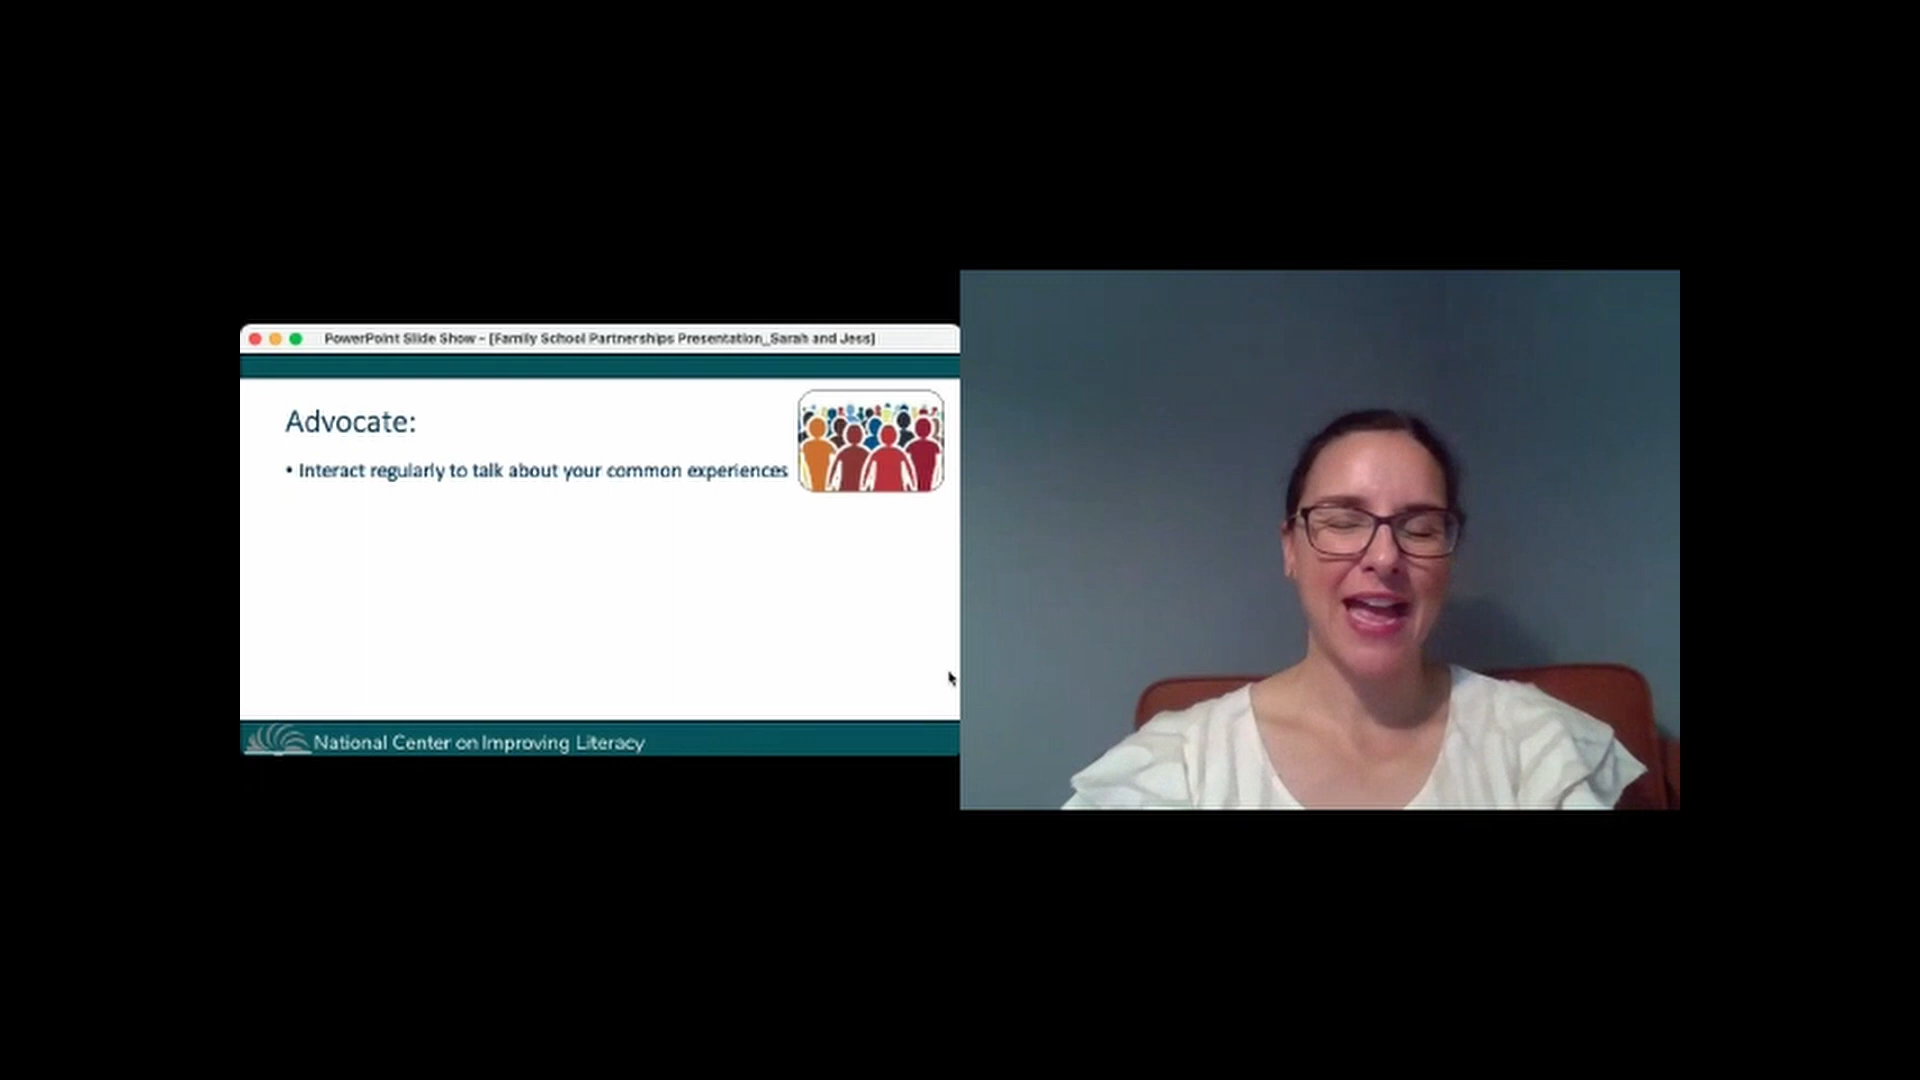 PowerPoint Slide Show - [Family School Partnerships Presentation_Sarah and Jess]
Advocate:
• Interact regularly to talk about your common experiences
National Center on Improving Literacy